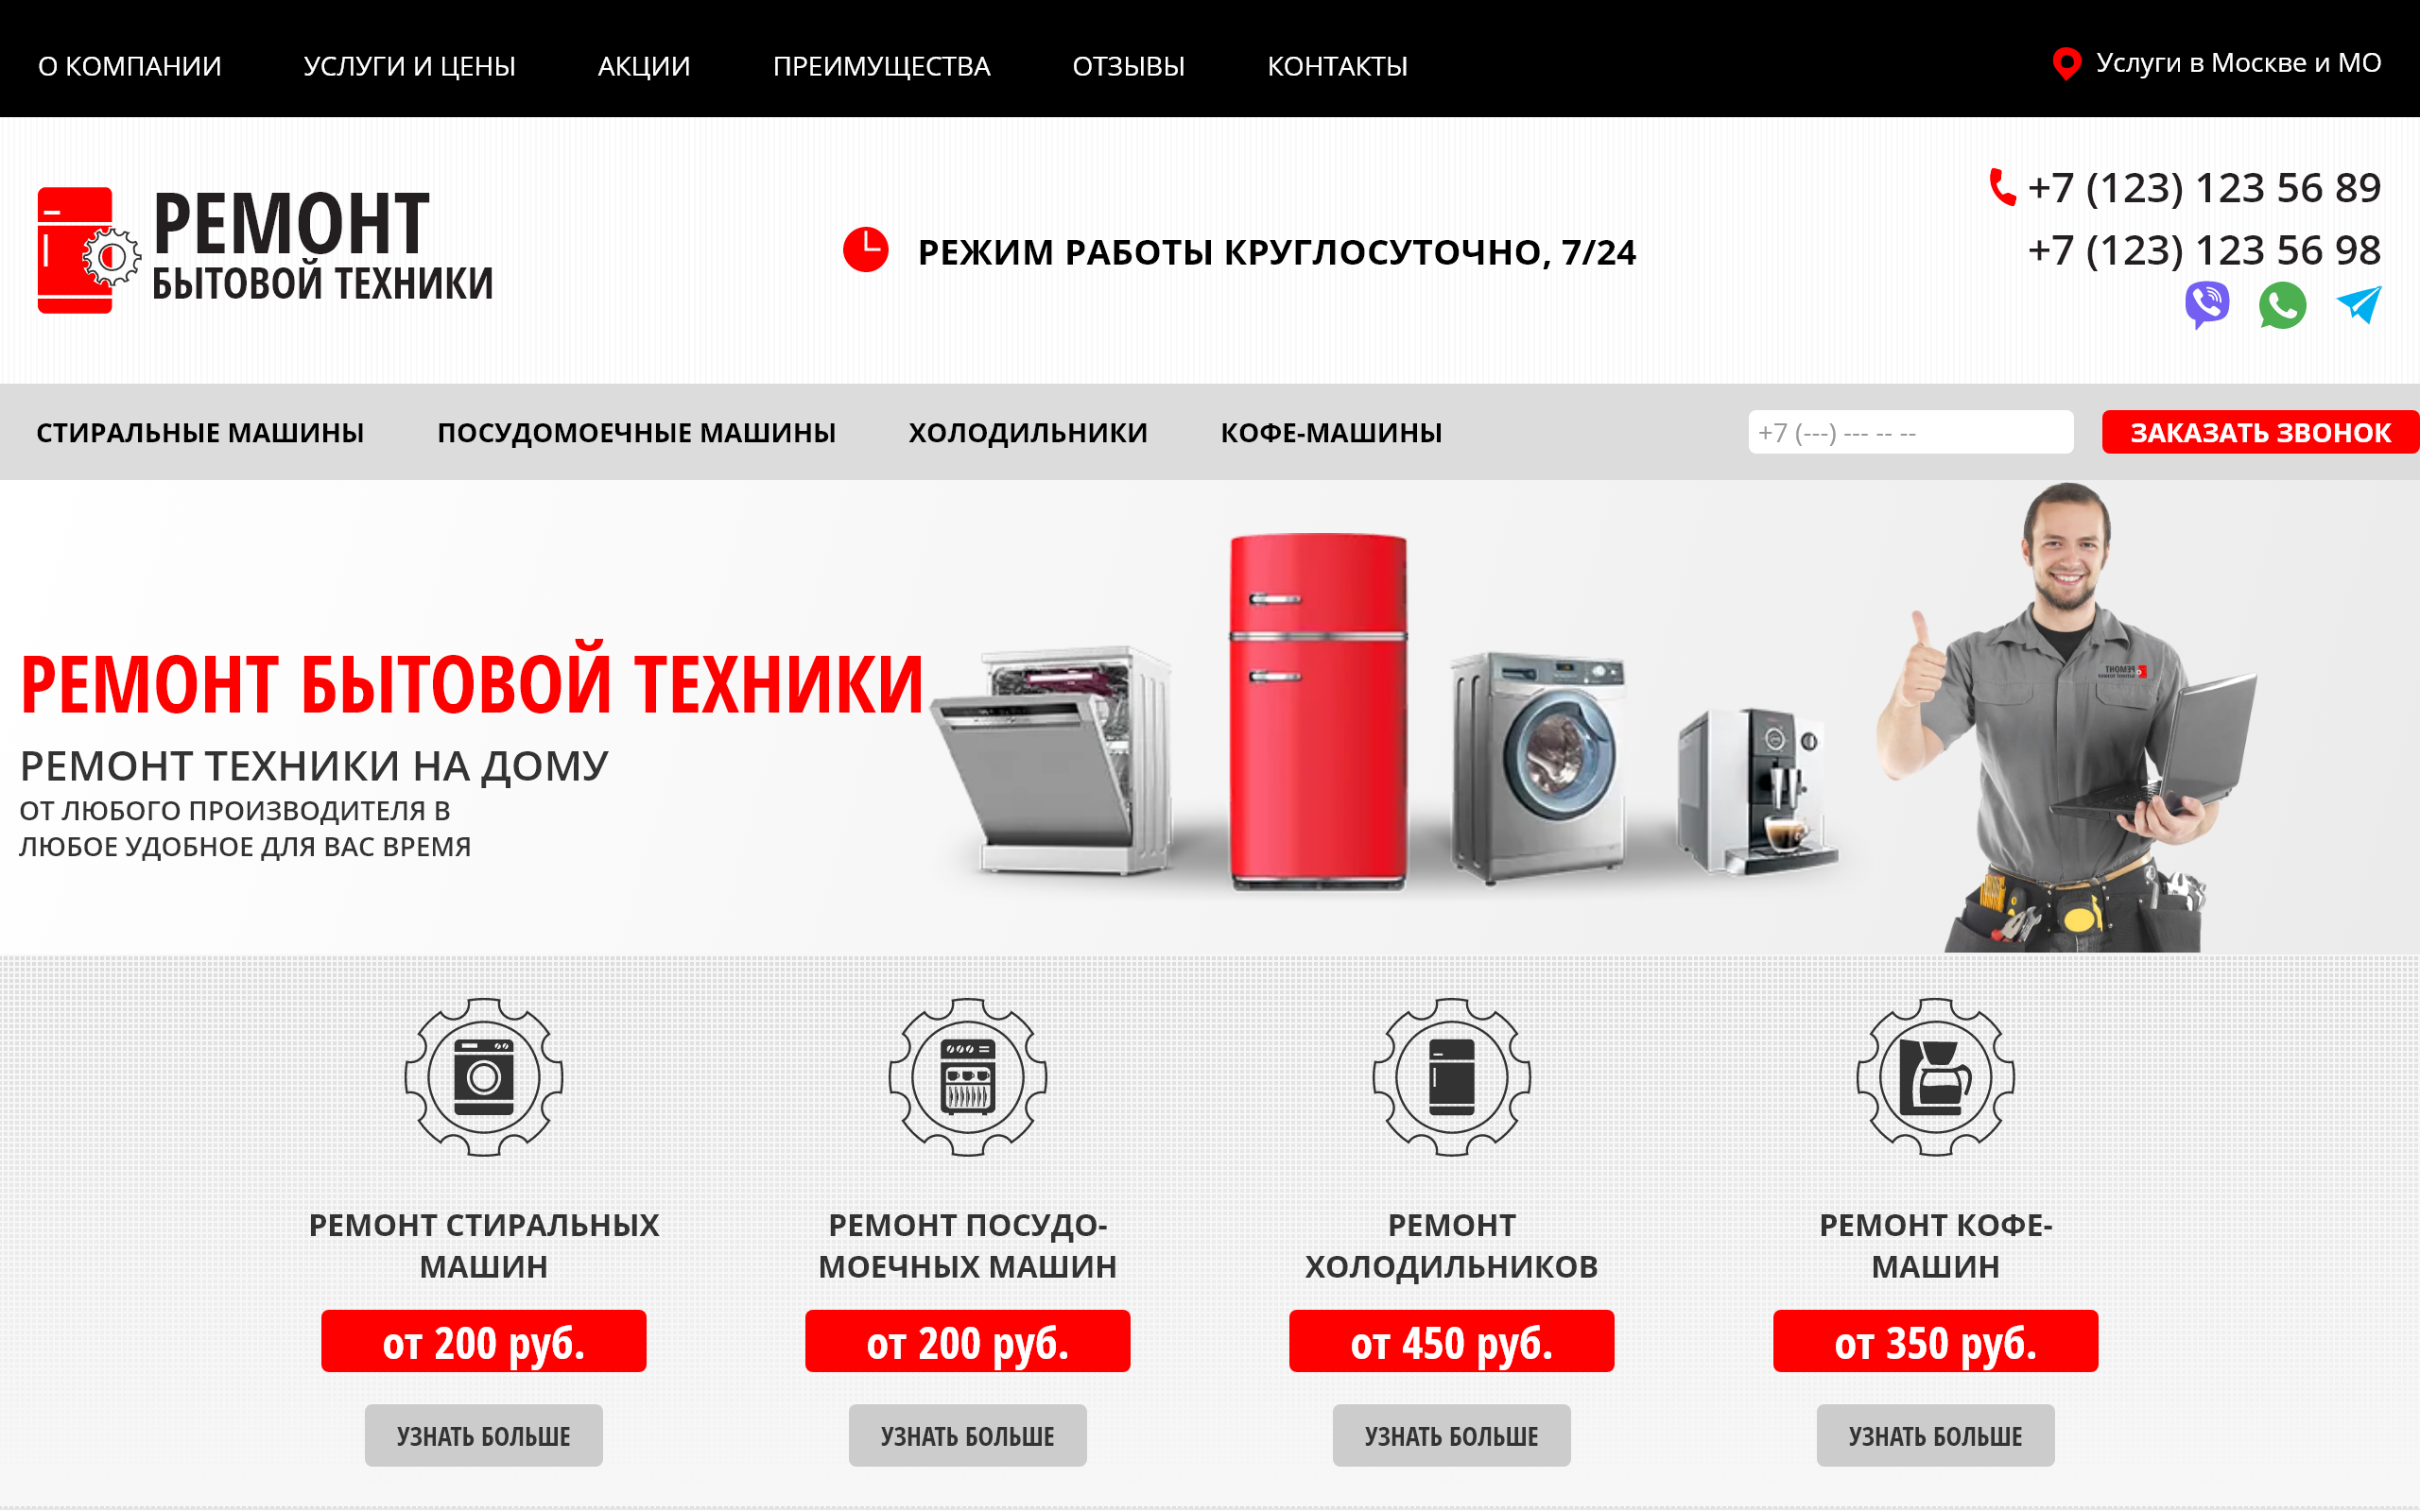 О КОМПАНИИ
УСЛУГИ И ЦЕНЫ
АКЦИИ
ПРЕИМУЩЕСТВА
ОТЗЫВЫ
КОНТАКТЫ
Услуги в Москве и МО
РЕМОНТ
БЫТОВОЙ ТЕХНИКИ
РЕЖИМ РАБОТЫ КРУГЛОСУТОЧНО, 7/24
+7 (123) 123 56 89
+7 (123) 123 56 98
СТИРАЛЬНЫЕ МАШИНЫ
ПОСУДОМОЕЧНЫЕ МАШИНЫ
ХОЛОДИЛЬНИКИ
КОФЕ-МАШИНЫ
+7 (---) --- -- --
ЗАКАЗАТЬ ЗВОНОК
РЕМОНТ БЫТОВОЙ ТЕХНИКИ
РЕМОНТ ТЕХНИКИ НА ДОМУ
ОТ ЛЮБОГО ПРОИЗВОДИТЕЛЯ В
ЛЮБОЕ УДОБНОЕ ДЛЯ ВАС ВРЕМЯ
РЕМОНТ
РЕМОНТ СТИРАЛЬНЫХ
МАШИН
от 200 руб.
УЗНАТЬ БОЛЬШЕ
РЕМОНТ ПОСУДО-
МОЕЧНЫХ МАШИН
от 200 руб.
УЗНАТЬ БОЛЬШЕ
РЕМОНТ
ХОЛОДИЛЬНИКОВ
от 450 руб.
УЗНАТЬ БОЛЬШЕ
РЕМОНТ КОФЕ-
МАШИН
от 350 руб.
УЗНАТЬ БОЛЬШЕ